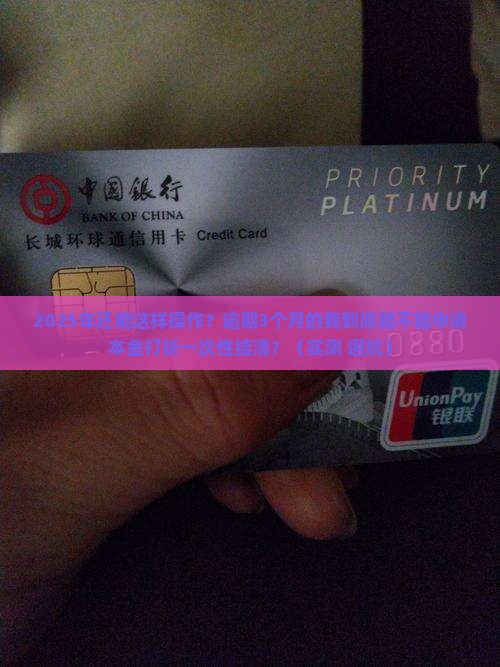 PRIORITY
中國銀行
PLATINUM
BANK OF CHINA
长城环球通信用卡 Credit Card
2025年还能这样操作？逾期3个月的我到底能不能申请
本金打折一次性结清？（实测 避坑）
0880
UnionPay
银联